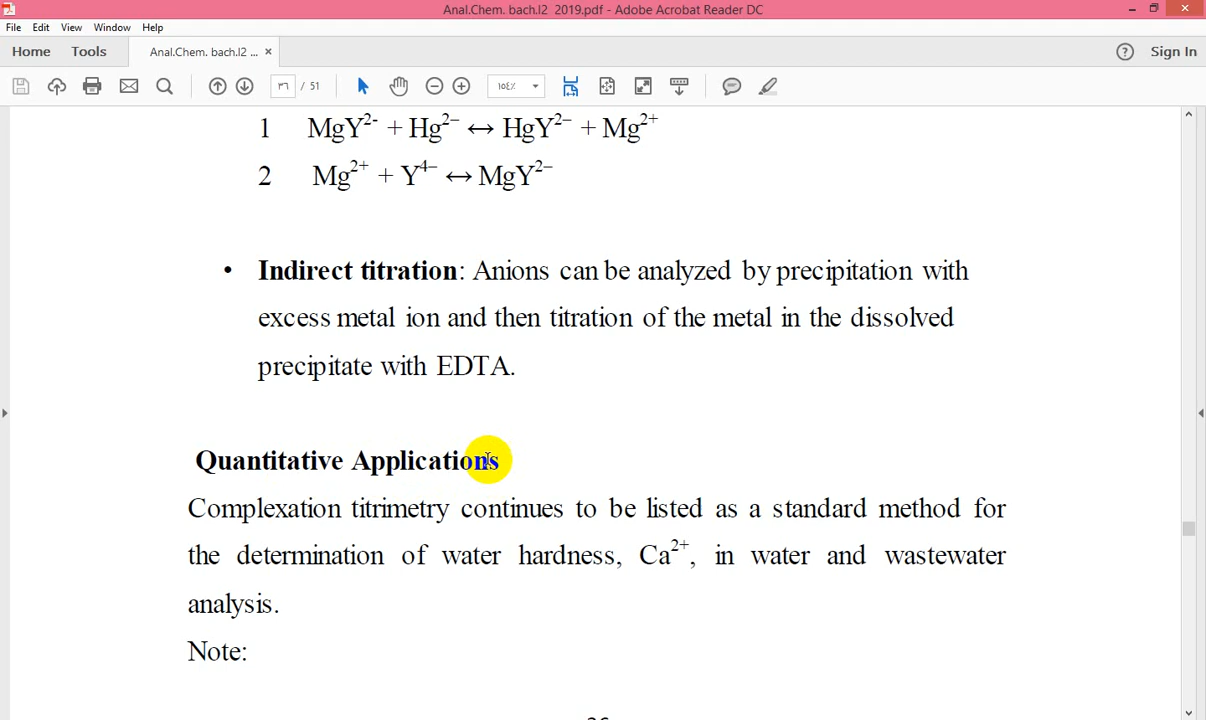 Anal.Chem. bach.l2 2019.pdf - Adobe Acrobat Reader DC
File Edit View Window Help
Home Tools Anal.Chem. bach.l2 ... × Sign In
٣٦ / 51 ١٥٤٪
1 MgY²⁻ + Hg²⁻ ↔ HgY²⁻ + Mg²⁺
2 Mg²⁺ + Y⁴⁻ ↔ MgY²⁻
• Indirect titration: Anions can be analyzed by precipitation with
excess metal ion and then titration of the metal in the dissolved
precipitate with EDTA.
Quantitative Applications
Complexation titrimetry continues to be listed as a standard method for
the determination of water hardness, Ca²⁺, in water and wastewater
analysis.
Note: